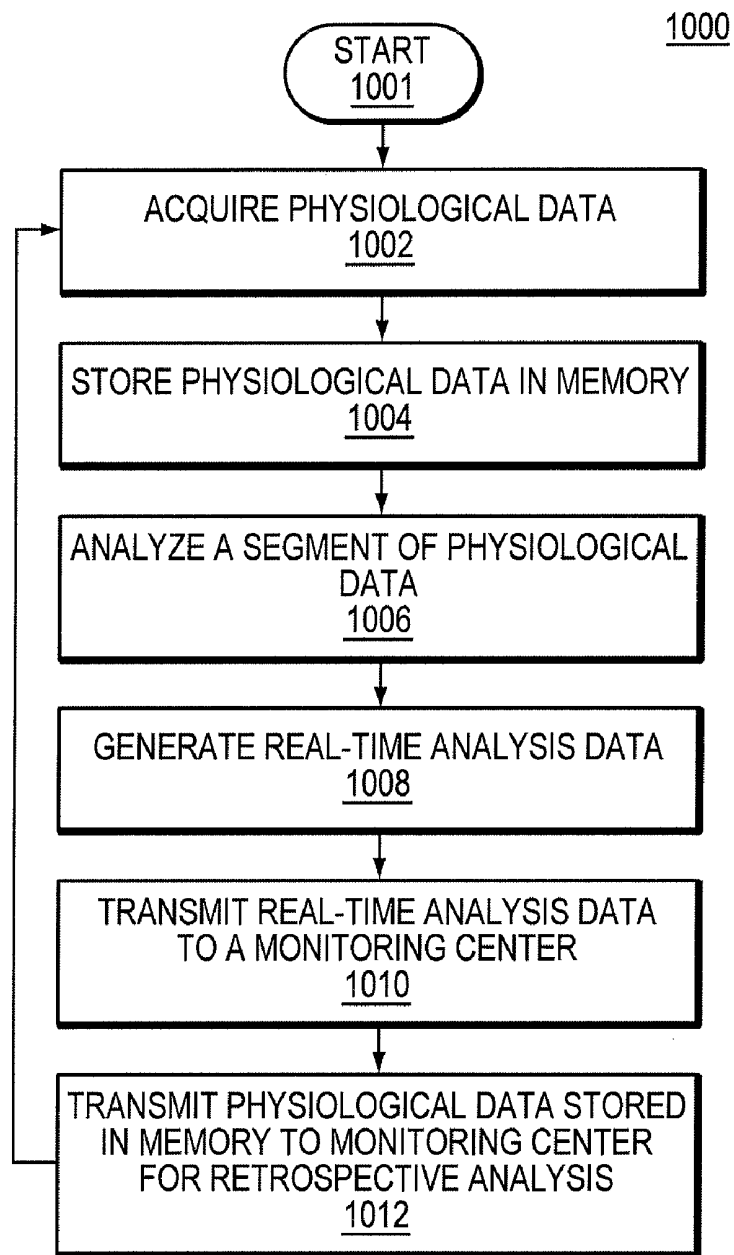 1000
START
1001
ACQUIRE PHYSIOLOGICAL DATA
1002
STORE PHYSIOLOGICAL DATA IN MEMORY
1004
ANALYZE A SEGMENT OF PHYSIOLOGICAL
DATA
1006
GENERATE REAL-TIME ANALYSIS DATA
1008
TRANSMIT REAL-TIME ANALYSIS DATA
TO A MONITORING CENTER
1010
TRANSMIT PHYSIOLOGICAL DATA STORED
IN MEMORY TO MONITORING CENTER
FOR RETROSPECTIVE ANALYSIS
1012